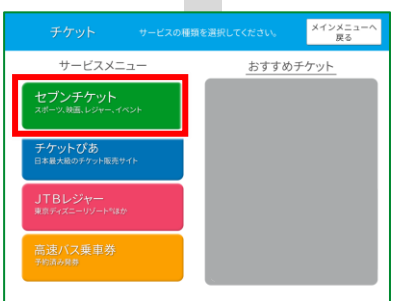 チケット
サービスの種類を選択してください。
メインメニューへ
戻る
サービスメニュー
おすすめチケット
セブンチケット
スポーツ、映画、レジャー、イベント
チケットぴあ
日本最大級のチケット販売サイト
JTBレジャー
東京ディズニーリゾート®ほか
高速バス乗車券
予約済み発券